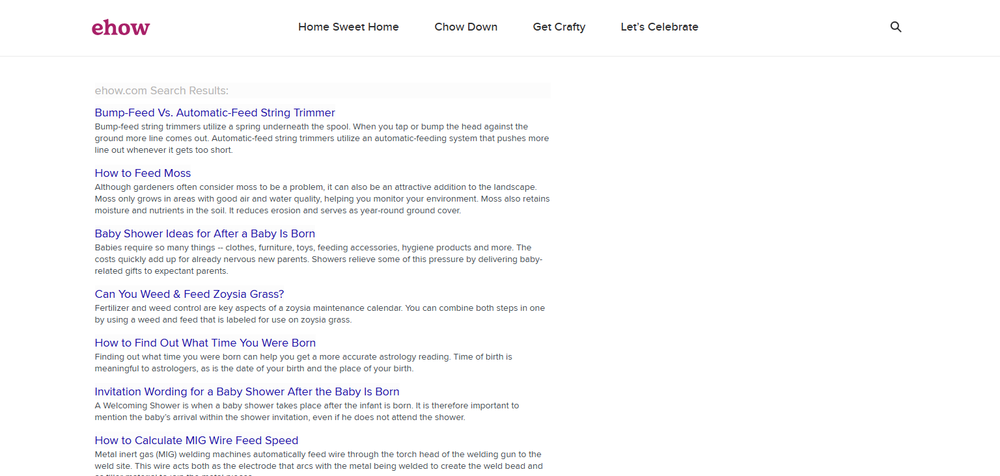 ehow
Home Sweet Home
Chow Down
Get Crafty
Let's Celebrate
ehow.com Search Results:
Bump-Feed Vs. Automatic-Feed String Trimmer
Bump-feed string trimmers utilize a spring underneath the spool. When you tap or bump the head against the
ground more line comes out. Automatic-feed string trimmers utilize an automatic-feeding system that pushes more
line out whenever it gets too short.
How to Feed Moss
Although gardeners often consider moss to be a problem, it can also be an attractive addition to the landscape.
Moss only grows in areas with good air and water quality, helping you monitor your environment. Moss also retains
moisture and nutrients in the soil. It reduces erosion and serves as year-round ground cover.
Baby Shower Ideas for After a Baby Is Born
Babies require so many things -- clothes, furniture, toys, feeding accessories, hygiene products and more. The
costs quickly add up for already nervous new parents. Showers relieve some of this pressure by delivering baby-
related gifts to expectant parents.
Can You Weed & Feed Zoysia Grass?
Fertilizer and weed control are key aspects of a zoysia maintenance calendar. You can combine both steps in one
by using a weed and feed that is labeled for use on zoysia grass.
How to Find Out What Time You Were Born
Finding out what time you were born can help you get a more accurate astrology reading. Time of birth is
meaningful to astrologers, as is the date of your birth and the place of your birth.
Invitation Wording for a Baby Shower After the Baby Is Born
A Welcoming Shower is when a baby shower takes place after the infant is born. It is therefore important to
mention the baby's arrival within the shower invitation, even if he does not attend the shower.
How to Calculate MIG Wire Feed Speed
Metal inert gas (MIG) welding machines automatically feed wire through the torch head of the welding gun to the
weld site. This wire acts both as the electrode that arcs with the metal being welded to create the weld bead and